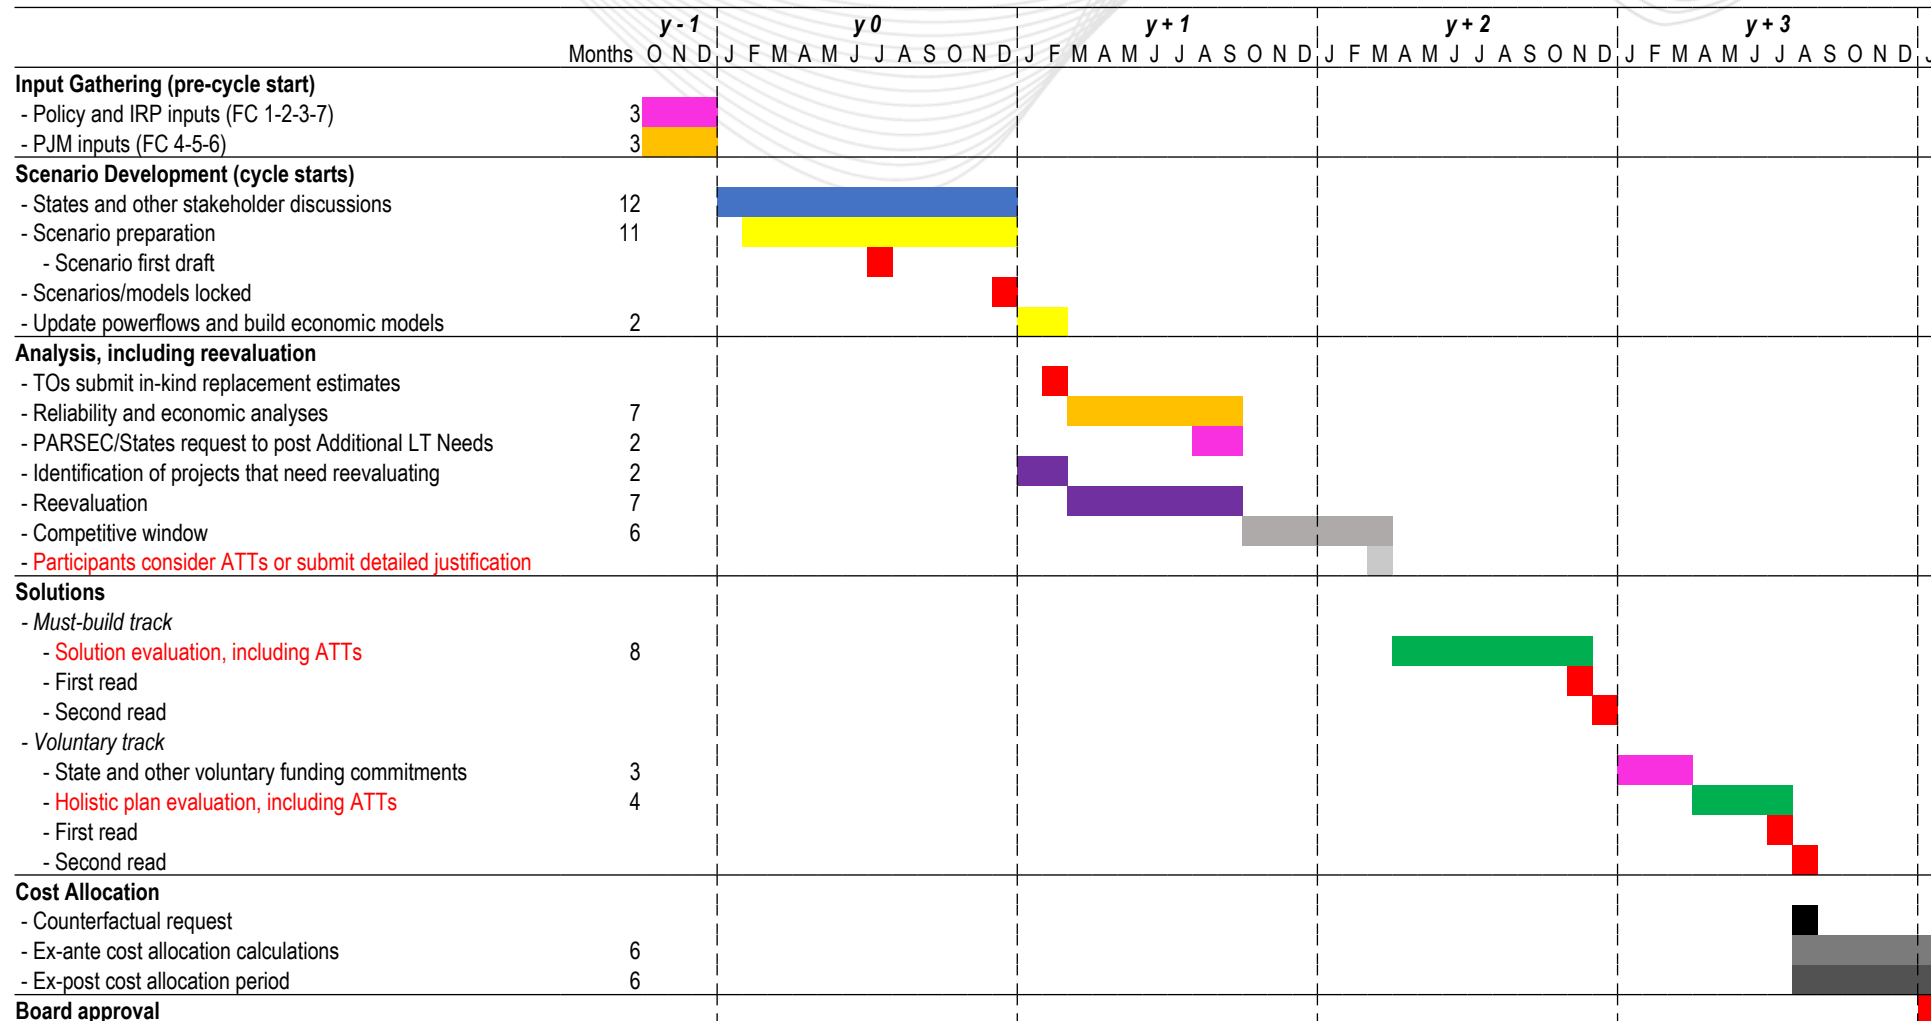 y - 1 y 0 y + 1 y + 2 y + 3
Months O N D J F M A M J J A S O N D J F M A M J J A S O N D J F M A M J J A S O N D J F M A M J J A S O N D J
Input Gathering (pre-cycle start)
- Policy and IRP inputs (FC 1-2-3-7) 3
- PJM inputs (FC 4-5-6) 3
Scenario Development (cycle starts)
- States and other stakeholder discussions 12
- Scenario preparation 11
- Scenario first draft
- Scenarios/models locked
- Update powerflows and build economic models 2
Analysis, including reevaluation
- TOs submit in-kind replacement estimates
- Reliability and economic analyses 7
- PARSEC/States request to post Additional LT Needs 2
- Identification of projects that need reevaluating 2
- Reevaluation 7
- Competitive window 6
- Participants consider ATTs or submit detailed justification
Solutions
- Must-build track
- Solution evaluation, including ATTs 8
- First read
- Second read
- Voluntary track
- State and other voluntary funding commitments 3
- Holistic plan evaluation, including ATTs 4
- First read
- Second read
Cost Allocation
- Counterfactual request
- Ex-ante cost allocation calculations 6
- Ex-post cost allocation period 6
Board approval